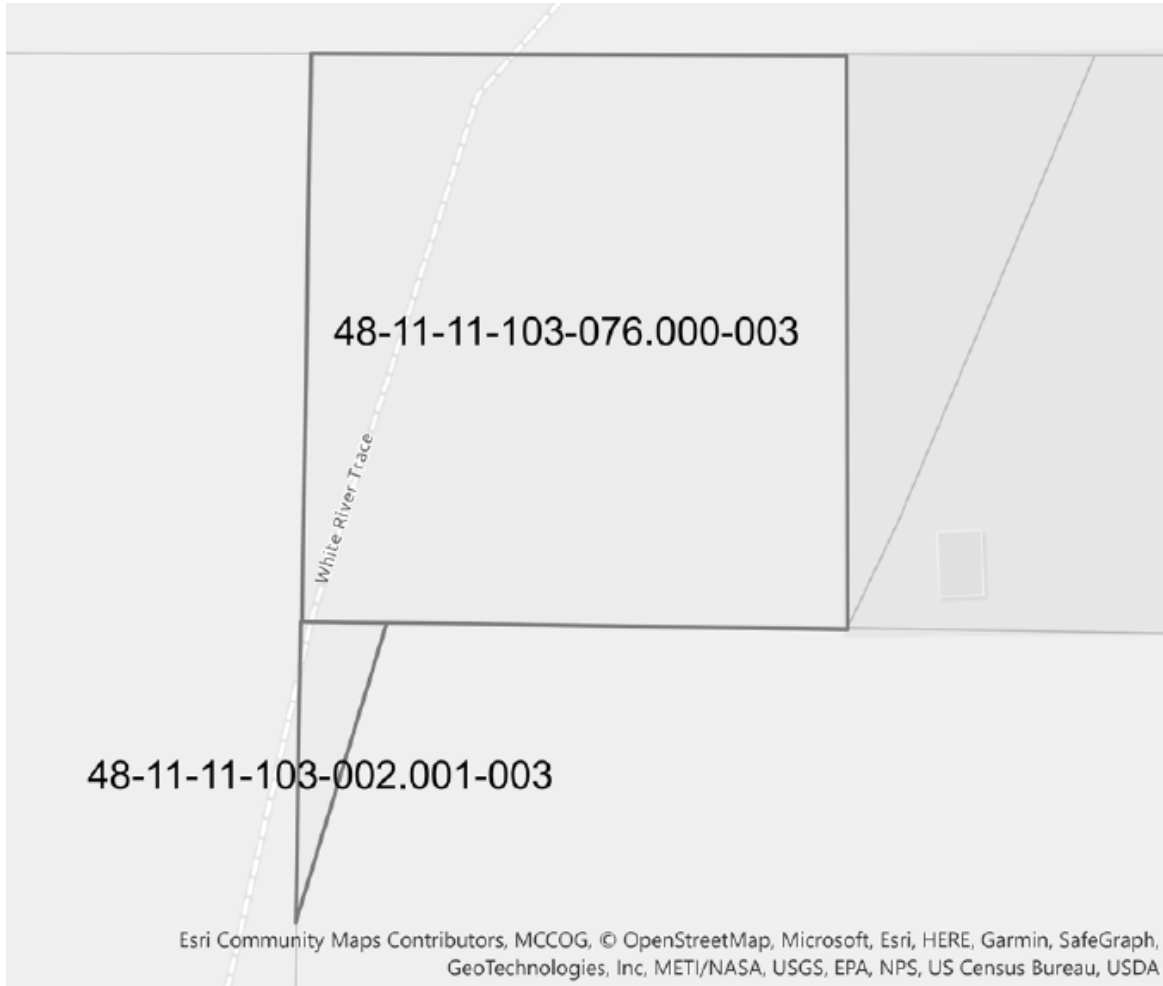 48-11-11-103-076.000-003
White River Trace
48-11-11-103-002.001-003
Esri Community Maps Contributors, MCCOG, © OpenStreetMap, Microsoft, Esri, HERE, Garmin, SafeGraph,
GeoTechnologies, Inc, METI/NASA, USGS, EPA, NPS, US Census Bureau, USDA